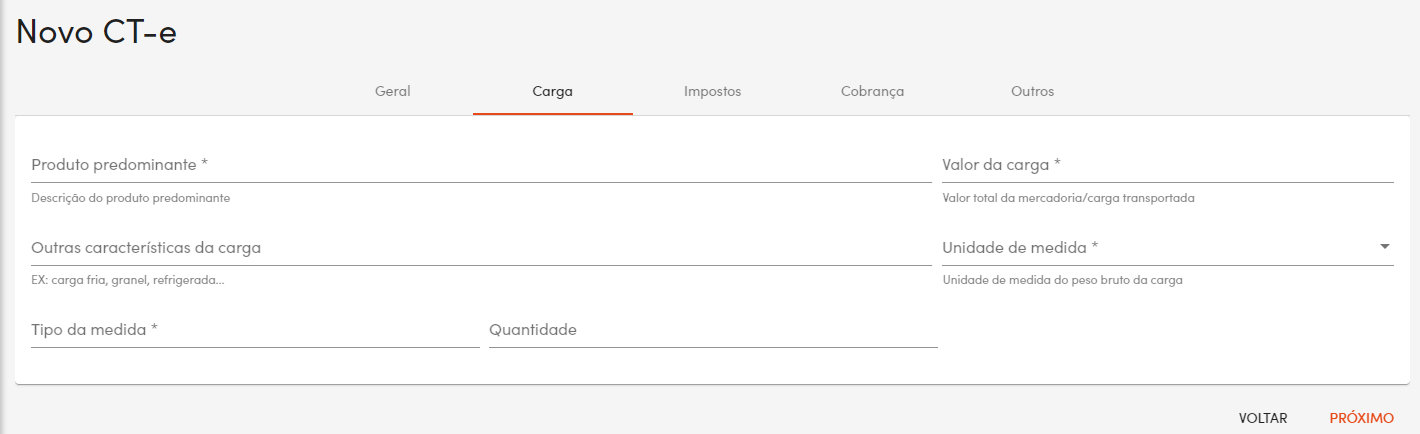 Novo CT-e
Geral Carga Impostos Cobrança Outros
Produto predominante * Valor da carga *
Descrição do produto predominante Valor total da mercadoria/carga transportada
Outras características da carga Unidade de medida *
EX: carga fria, granel, refrigerada... Unidade de medida do peso bruto da carga
Tipo da medida * Quantidade
VOLTAR PRÓXIMO